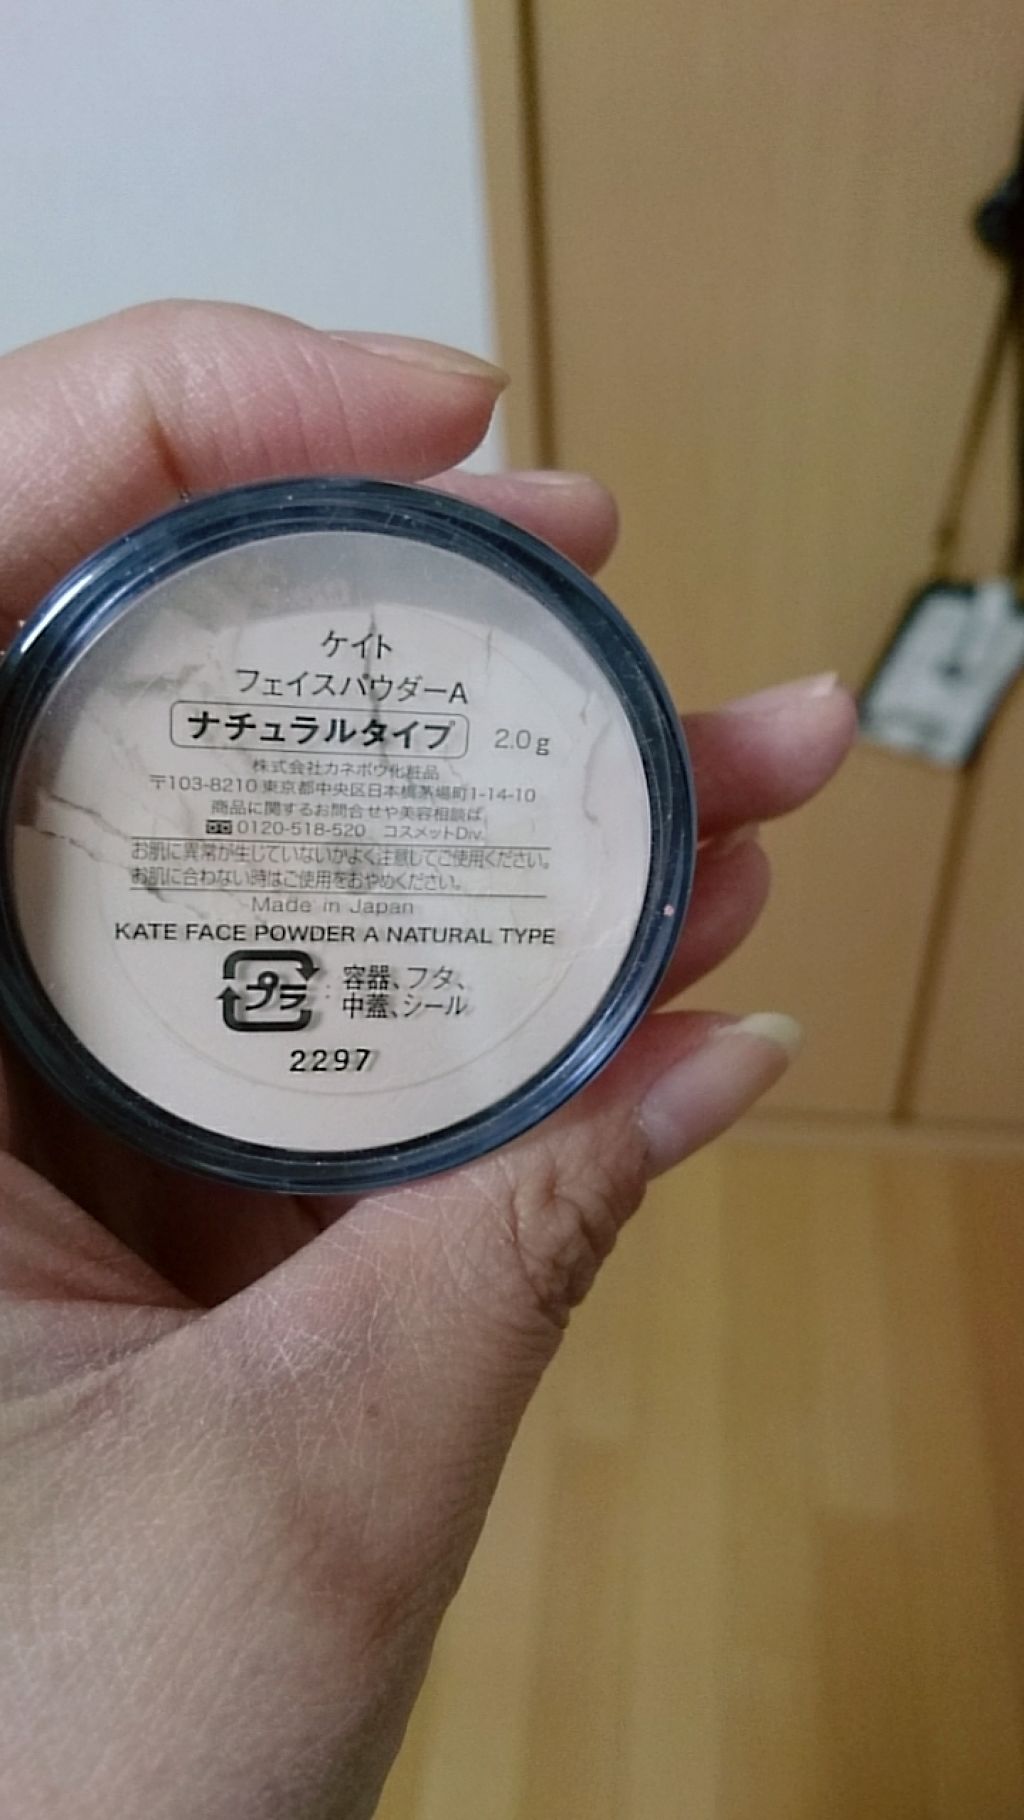 ケイト
フェイスパウダーA
ナチュラルタイプ 2.0g
株式会社カネボウ化粧品
〒103-8210 東京都中央区日本橋茅場町1-14-10
商品に関するお問合せや美容相談は、
0120-518-520 コスメットDiv.
お肌に異常が生じていないかよく注意してご使用ください。
お肌に合わない時はご使用をおやめください。
Made in Japan
KATE FACE POWDER A NATURAL TYPE
プラ : 容器、フタ、
中蓋、シール
2297